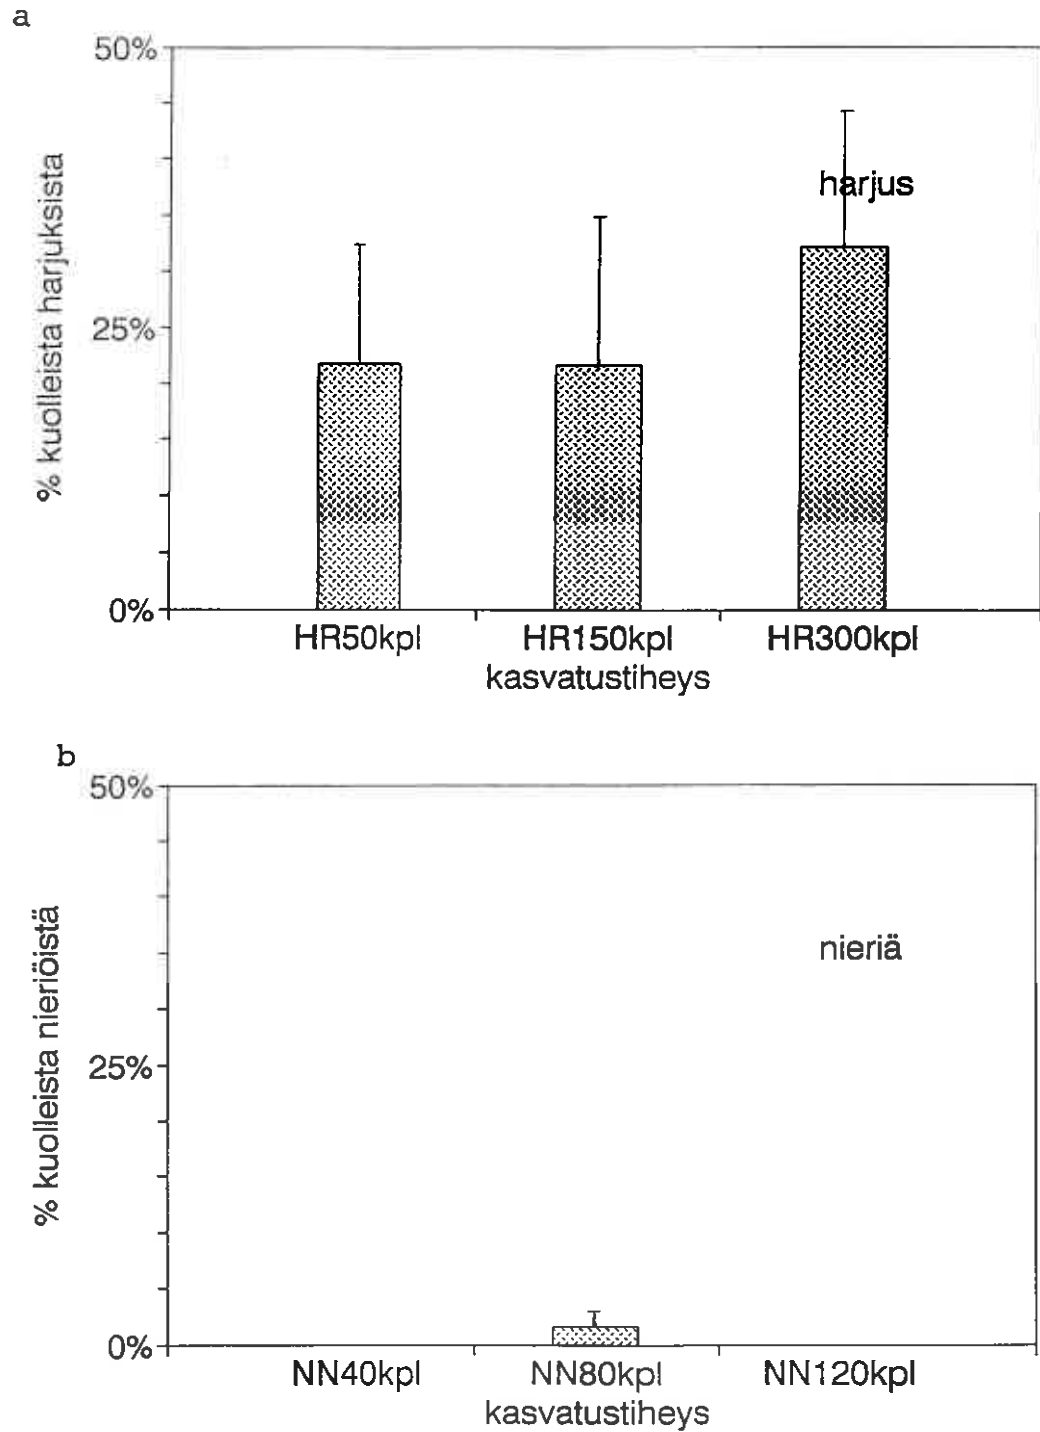 a
50%
harjus
25%
0%
% kuolleista harjuksista
HR50kpl HR150kpl HR300kpl
kasvatustiheys
b
50%
nieriä
25%
0%
% kuolleista nieriöistä
NN40kpl NN80kpl NN120kpl
kasvatustiheys